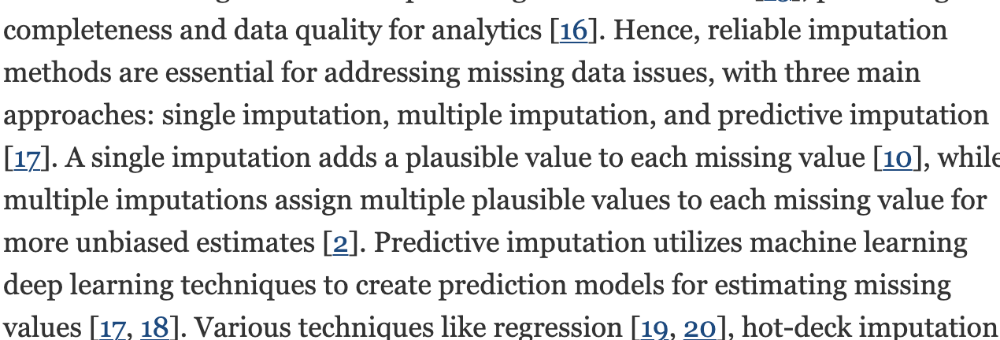 completeness and data quality for analytics [16]. Hence, reliable imputation
methods are essential for addressing missing data issues, with three main
approaches: single imputation, multiple imputation, and predictive imputation
[17]. A single imputation adds a plausible value to each missing value [10], while
multiple imputations assign multiple plausible values to each missing value for
more unbiased estimates [2]. Predictive imputation utilizes machine learning
deep learning techniques to create prediction models for estimating missing
values [17, 18]. Various techniques like regression [19, 20], hot-deck imputation